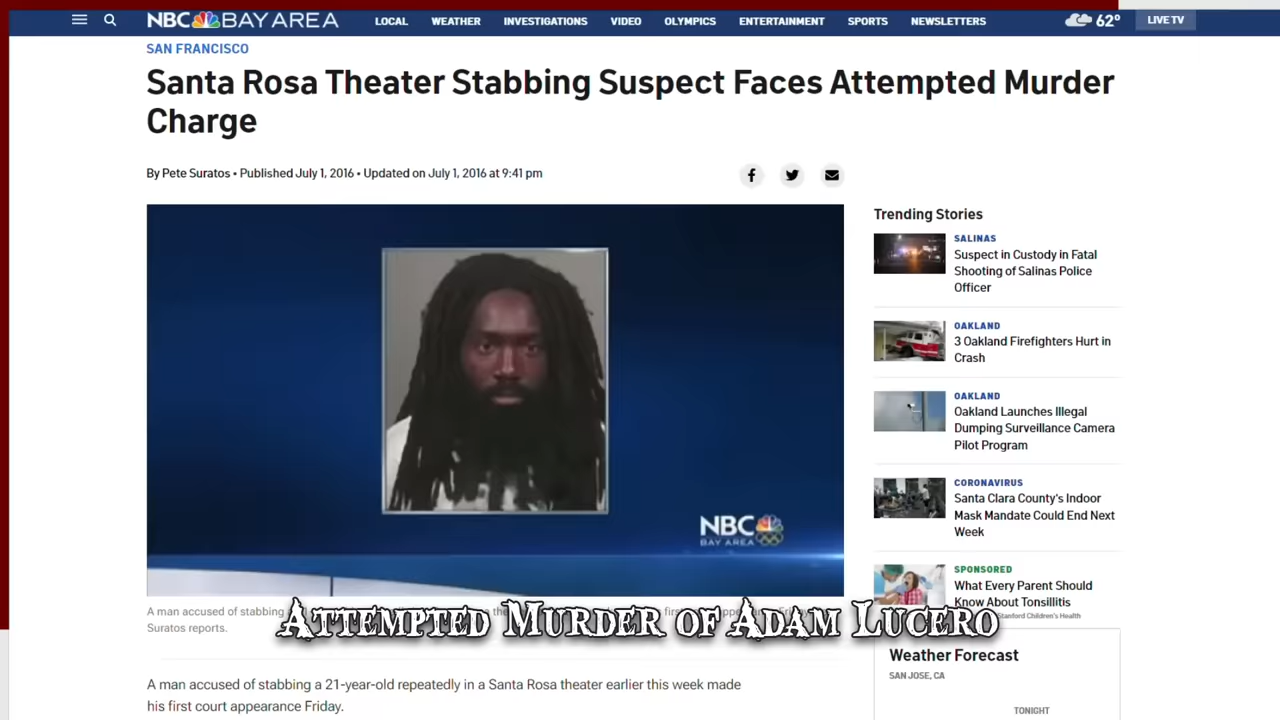 NBC BAY AREA
LOCAL WEATHER INVESTIGATIONS VIDEO OLYMPICS ENTERTAINMENT SPORTS NEWSLETTERS
62°
LIVE TV
SAN FRANCISCO
Santa Rosa Theater Stabbing Suspect Faces Attempted Murder
Charge
By Pete Suratos • Published July 1, 2016 • Updated on July 1, 2016 at 9:41 pm
NBC
BAY AREA
A man accused of stabbing
Suratos reports.
Attempted Murder of Adam Lucero
A man accused of stabbing a 21-year-old repeatedly in a Santa Rosa theater earlier this week made
his first court appearance Friday.
Trending Stories
SALINAS
Suspect in Custody in Fatal
Shooting of Salinas Police
Officer
OAKLAND
3 Oakland Firefighters Hurt in
Crash
OAKLAND
Oakland Launches Illegal
Dumping Surveillance Camera
Pilot Program
CORONAVIRUS
Santa Clara County's Indoor
Mask Mandate Could End Next
Week
SPONSORED
What Every Parent Should
Know About Tonsillitis
Stanford Children's Health
Weather Forecast
SAN JOSE, CA
TONIGHT